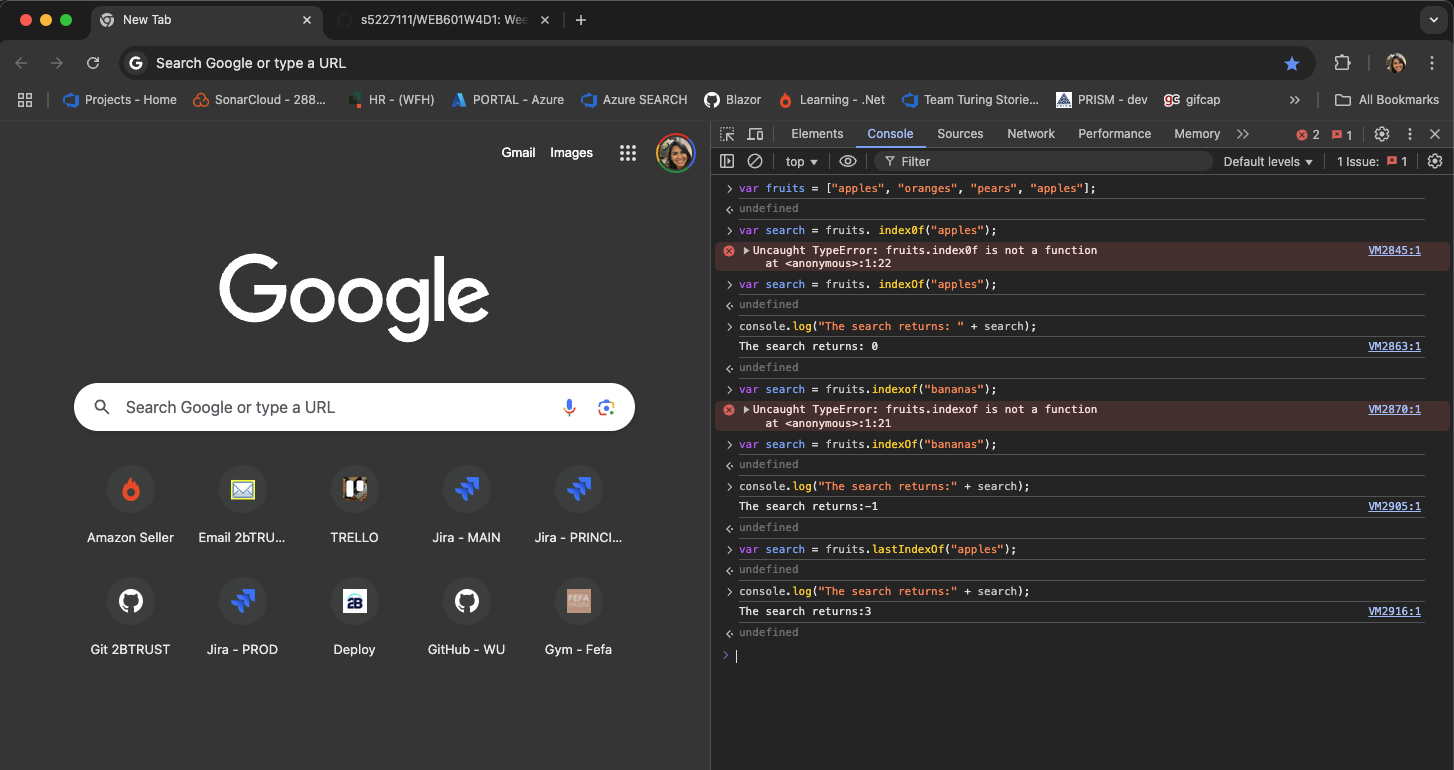 New Tab
s5227111/WEB601W4D1: Wee
Search Google or type a URL
Projects - Home
SonarCloud - 288...
HR - (WFH)
PORTAL - Azure
Azure SEARCH
Blazor
Learning - .Net
Team Turing Storie...
PRISM - dev
gc gifcap
All Bookmarks
Gmail Images
Google
Search Google or type a URL
Amazon Seller
Email 2bTRU...
TRELLO
Jira - MAIN
Jira - PRINCI...
2B
Git 2BTRUST
Jira - PROD
Deploy
GitHub - WU
Gym - Fefa
Elements Console Sources Network Performance Memory 2 1
top Filter Default levels 1 Issue: 1
var fruits = ["apples", "oranges", "pears", "apples"];
undefined
var search = fruits. index0f("apples");
Uncaught TypeError: fruits.index0f is not a function VM2845:1
at <anonymous>:1:22
var search = fruits. indexOf("apples");
undefined
console.log("The search returns: " + search);
The search returns: 0 VM2863:1
undefined
var search = fruits.indexof("bananas");
Uncaught TypeError: fruits.indexof is not a function VM2870:1
at <anonymous>:1:21
var search = fruits.indexOf("bananas");
undefined
console.log("The search returns:" + search);
The search returns:-1 VM2905:1
undefined
var search = fruits.lastIndexOf("apples");
undefined
console.log("The search returns:" + search);
The search returns:3 VM2916:1
undefined